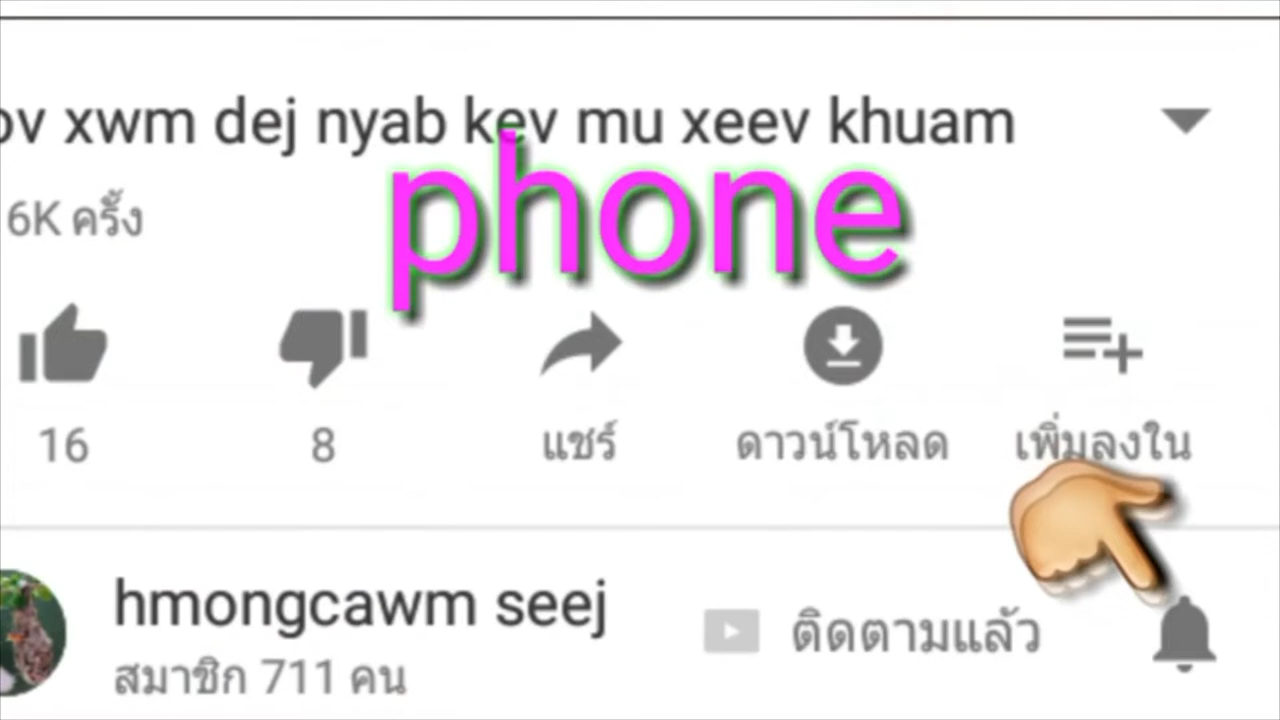 xwm dej nyab kev mu xeev khuam
phone
6K ครั้ง
16 8 แชร์ ดาวน์โหลด เพิ่มลงใน
hmongcawm seej
ติดตามแล้ว
สมาชิก 711 คน